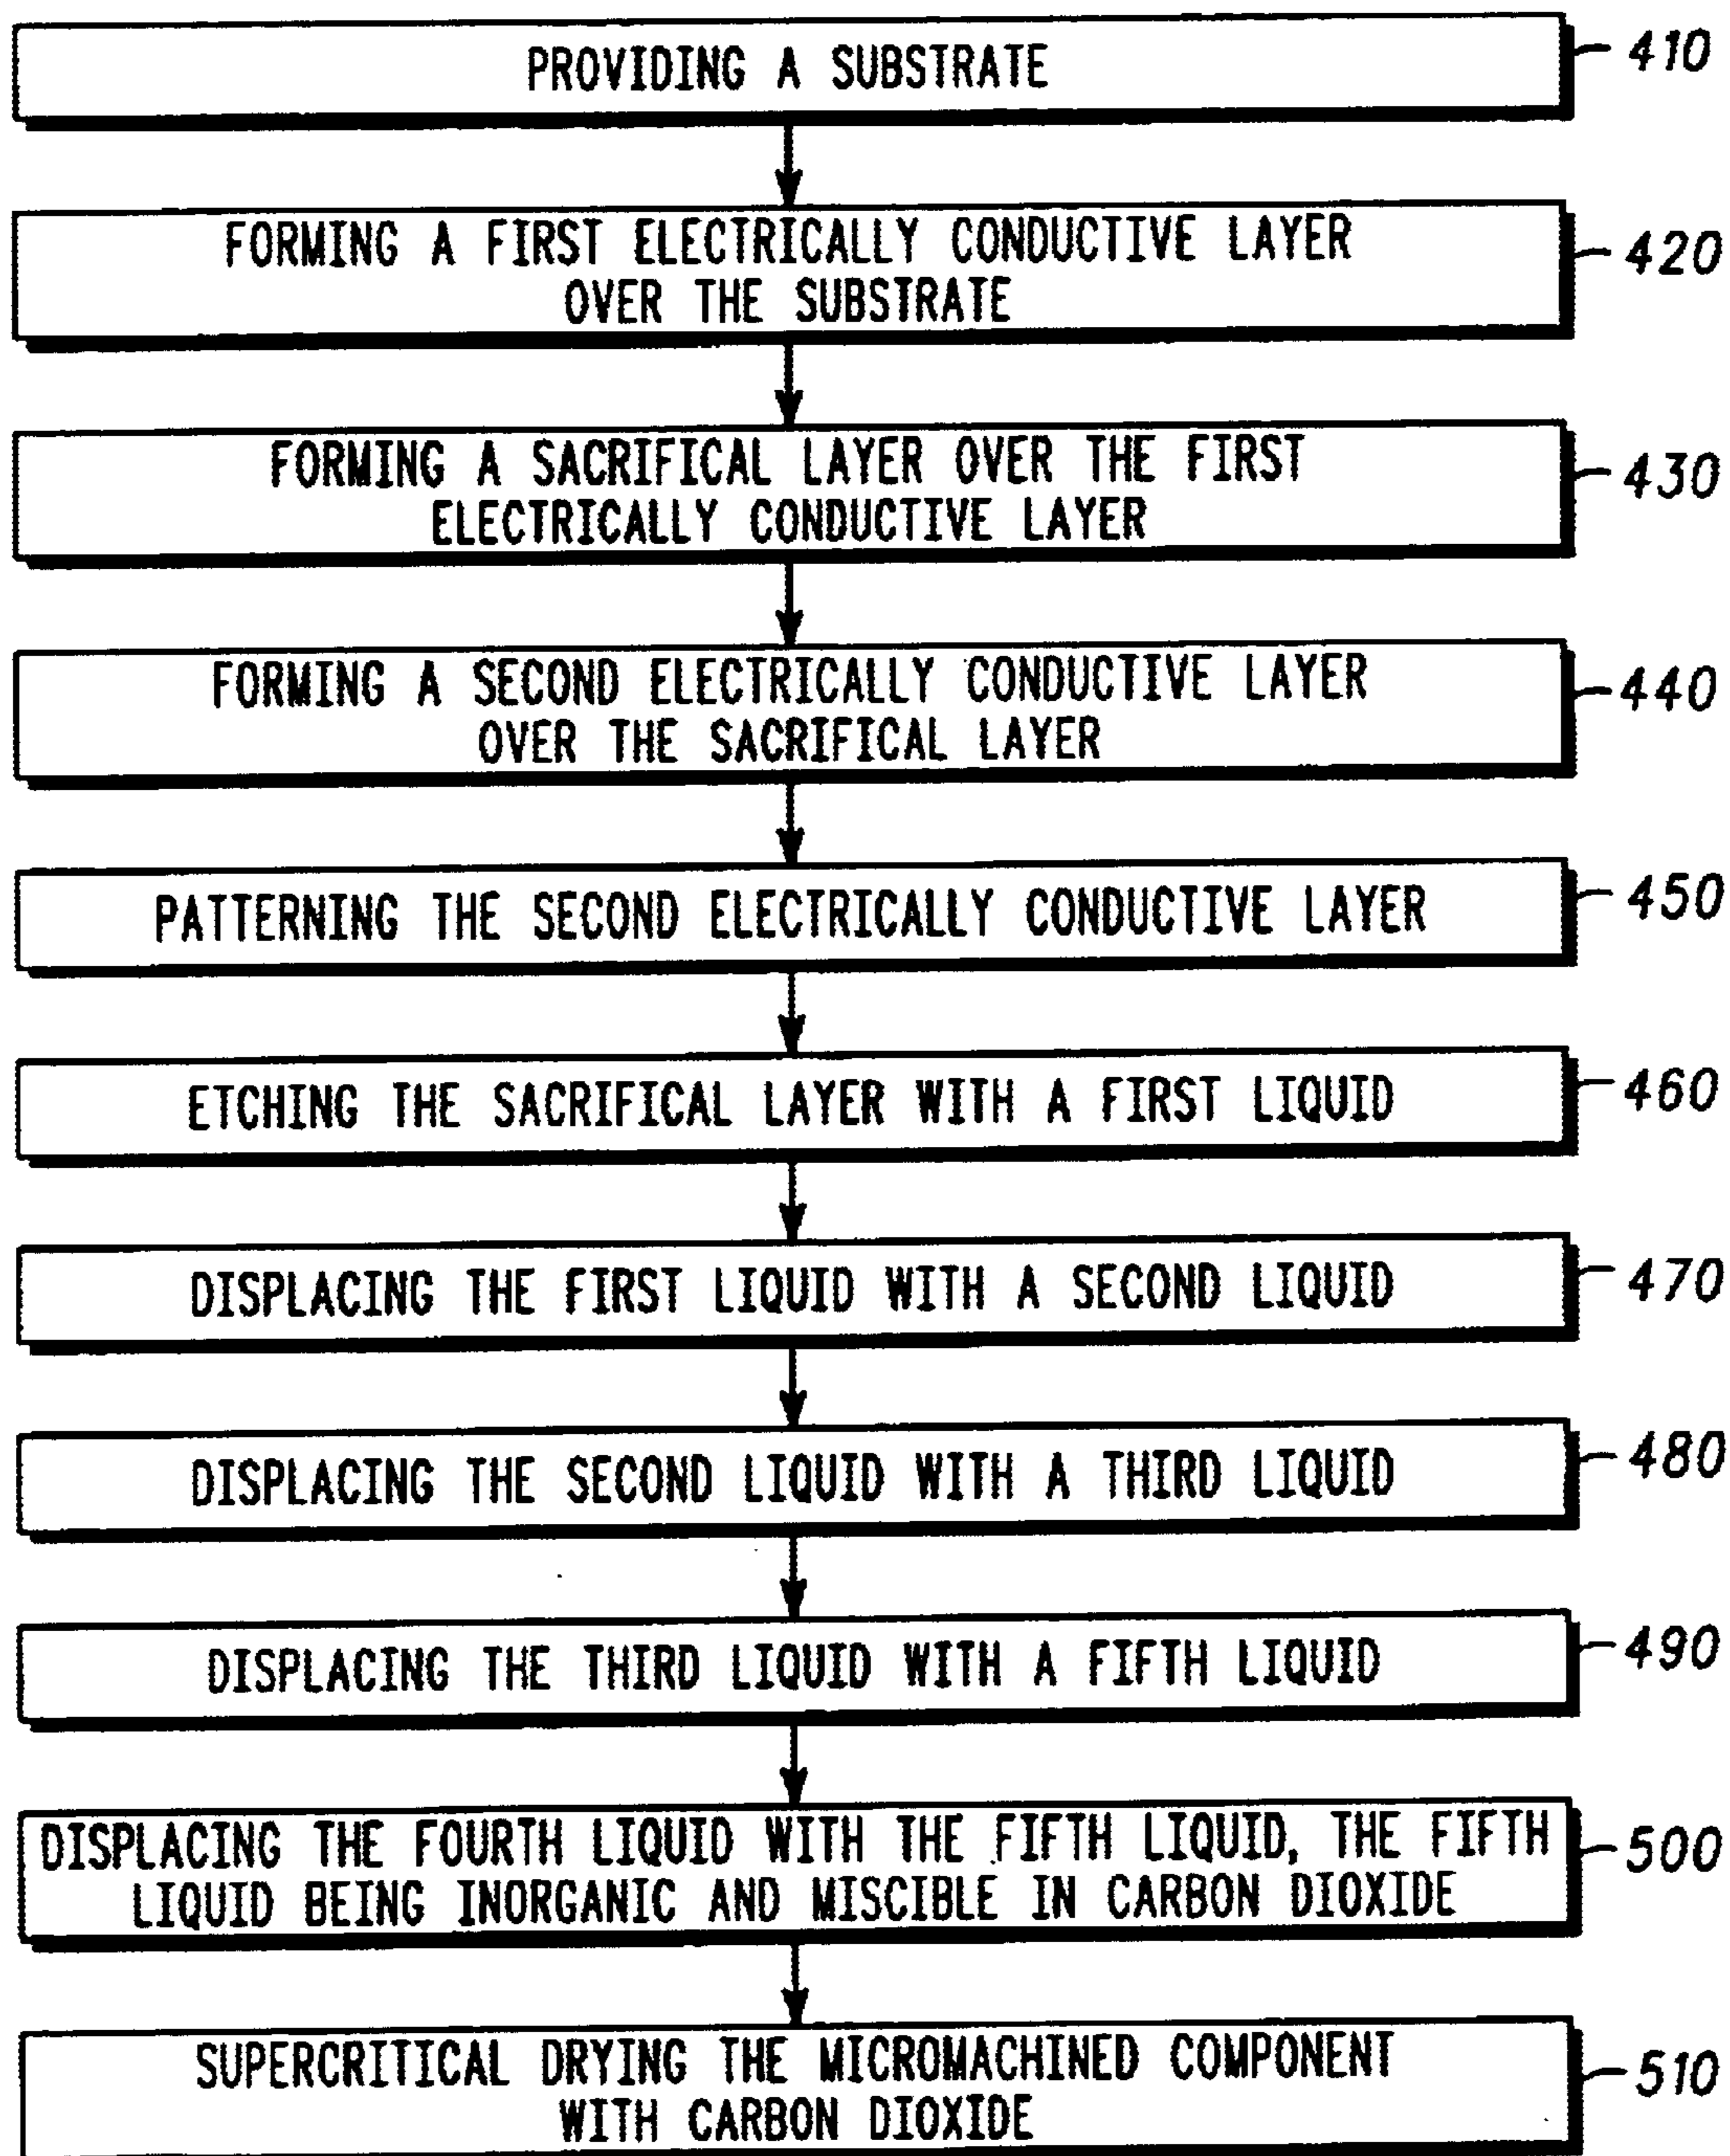 PROVIDING A SUBSTRATE
410
FORMING A FIRST ELECTRICALLY CONDUCTIVE LAYER
OVER THE SUBSTRATE
420
FORMING A SACRIFICAL LAYER OVER THE FIRST
ELECTRICALLY CONDUCTIVE LAYER
430
FORMING A SECOND ELECTRICALLY CONDUCTIVE LAYER
OVER THE SACRIFICAL LAYER
440
PATTERNING THE SECOND ELECTRICALLY CONDUCTIVE LAYER
450
ETCHING THE SACRIFICAL LAYER WITH A FIRST LIQUID
460
DISPLACING THE FIRST LIQUID WITH A SECOND LIQUID
470
DISPLACING THE SECOND LIQUID WITH A THIRD LIQUID
480
DISPLACING THE THIRD LIQUID WITH A FIFTH LIQUID
490
DISPLACING THE FOURTH LIQUID WITH THE FIFTH LIQUID, THE FIFTH
LIQUID BEING INORGANIC AND MISCIBLE IN CARBON DIOXIDE
500
SUPERCRITICAL DRYING THE MICROMACHINED COMPONENT
WITH CARBON DIOXIDE
510